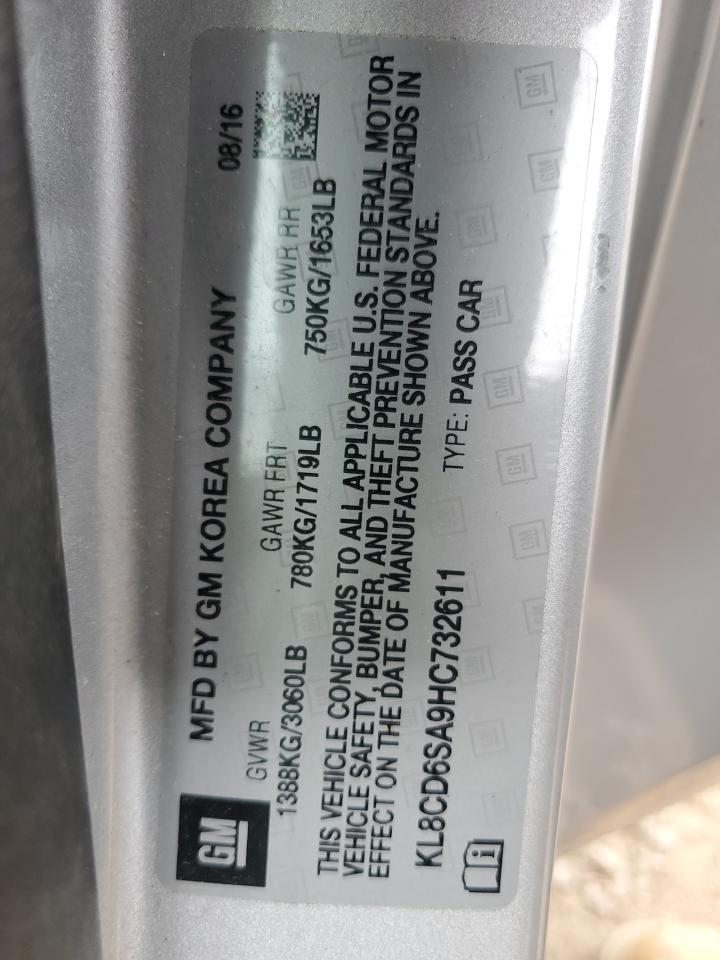 GM
MFD BY GM KOREA COMPANY 08/16
GVWR GAWR FRT GAWR RR
1388KG/3060LB 780KG/1719LB 750KG/1653LB
THIS VEHICLE CONFORMS TO ALL APPLICABLE U.S. FEDERAL MOTOR
VEHICLE SAFETY, BUMPER, AND THEFT PREVENTION STANDARDS IN
EFFECT ON THE DATE OF MANUFACTURE SHOWN ABOVE.
KL8CD6SA9HC732611 TYPE: PASS CAR